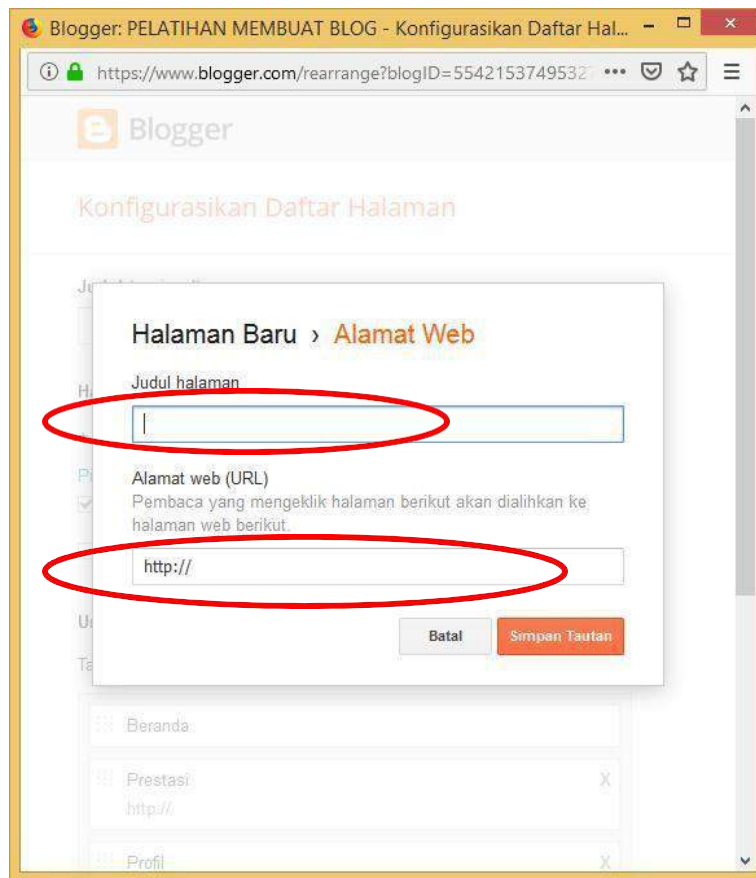 Blogger: PELATIHAN MEMBUAT BLOG - Konfigurasikan Daftar Hal...
https://www.blogger.com/rearrange?blogID=55421537495327
Blogger
Konfigurasikan Daftar Halaman
Halaman Baru › Alamat Web
Judul halaman
Alamat web (URL)
Pembaca yang mengeklik halaman berikut akan dialihkan ke
halaman web berikut.
http://
Batal Simpan Tautan
Beranda
Prestasi X
http://
Profil X